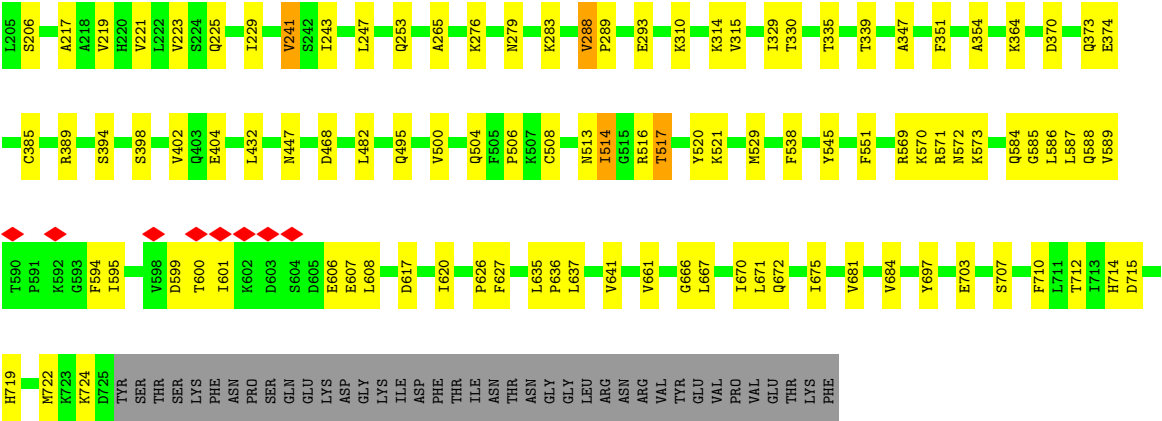 L205 S206 A217 A218 V219 H220 V221 L222 V223 S224 Q225 I229 V241 S242 I243 L247 Q253 A265 K276 N279 K283 V288 P289 E293 K310 K314 V315 I329 T330 T335 T339 A347 F351 A354 K364 D370 Q373 E374
C385 R389 S394 S398 V402 Q403 E404 L432 N447 D468 L482 Q495 V500 Q504 F505 P506 K507 C508 N513 I514 G515 R516 T517 Y520 K521 M529 F538 Y545 F551 R569 K570 R571 N572 K573 Q584 G585 L586 L587 Q588 V589
T590 P591 K592 G593 F594 I595 V598 D599 T600 I601 K602 D603 S604 D605 E606 E607 L608 D617 I620 P626 F627 L635 P636 L637 V641 V661 G666 L667 I670 L671 Q672 I675 V681 V684 Y697 E703 S707 F710 L711 T712 I713 H714 D715
H719 M722 K723 K724 D725 TYR SER THR SER LYS PHE ASN PRO SER GLN GLU LYS ASP GLY LYS ILE ASP PHE THR ILE ASN THR ASN GLY GLY LEU ARG ASN ARG VAL TYR GLU VAL PRO VAL GLU THR LYS PHE